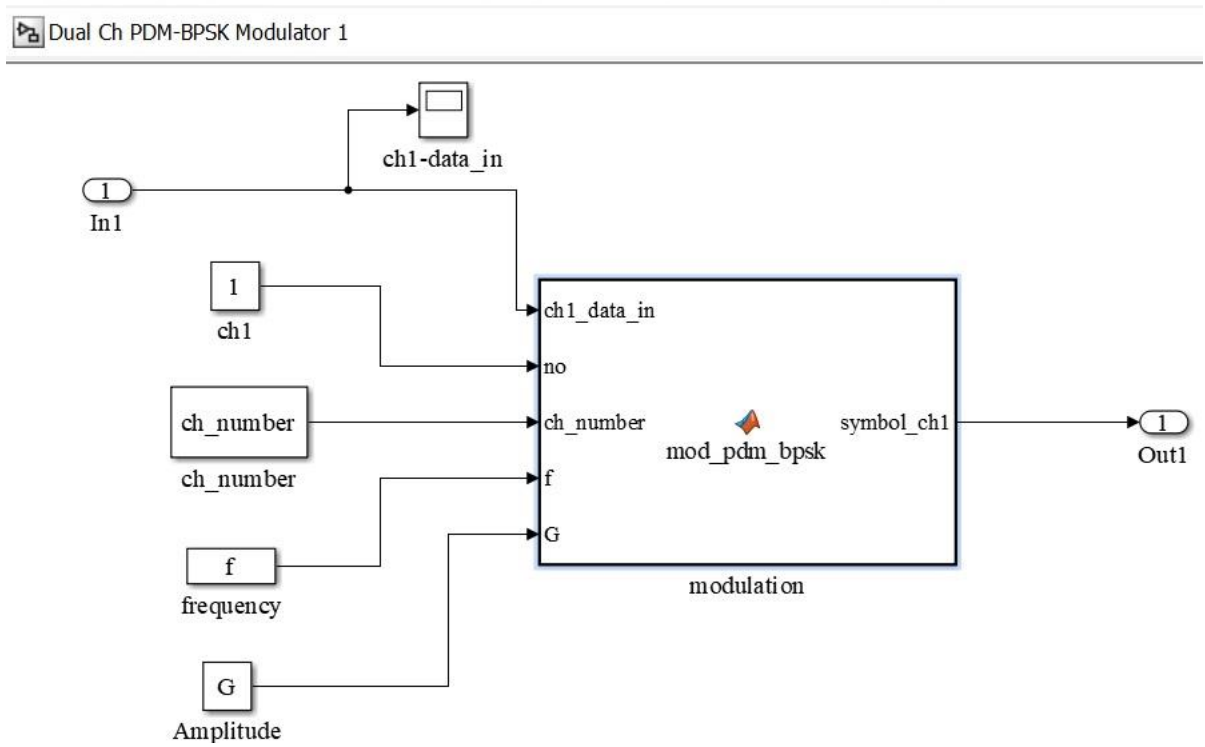 Dual Ch PDM-BPSK Modulator 1
ch1-data_in
1
In1
1
ch1
ch_number
ch_number
f
frequency
G
Amplitude
ch1_data_in
no
ch_number
f
G
mod_pdm_bpsk
symbol_ch1
modulation
1
Out1